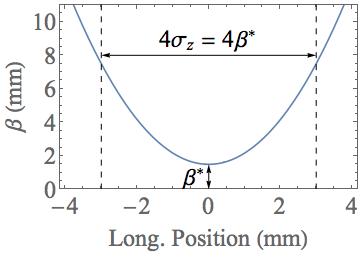 10
8
6
4
2
0
β (mm)
4σz = 4β*
β*
−4 −2 0 2 4
Long. Position (mm)